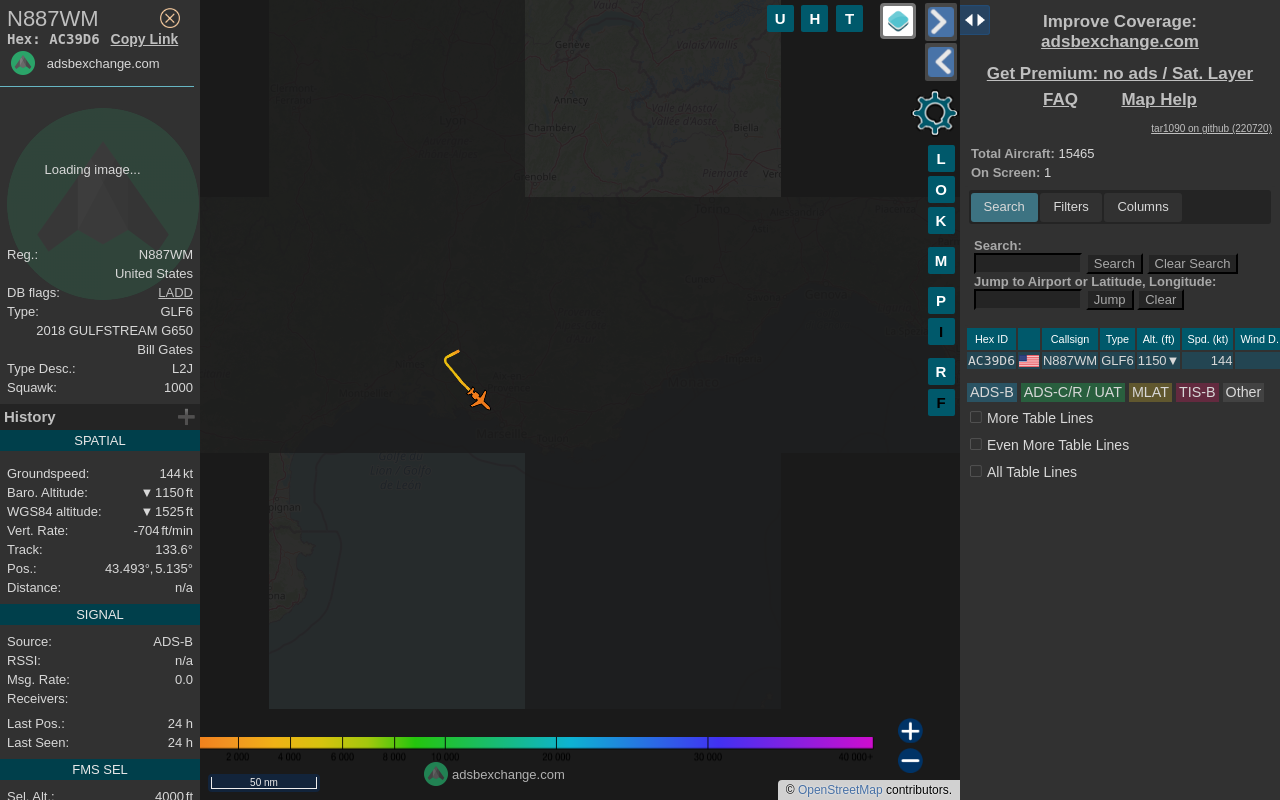 N887WM
Hex: AC39D6 Copy Link
adsbexchange.com
Loading image...
Reg.: N887WM
United States
DB flags: LADD
Type: GLF6
2018 GULFSTREAM G650
Bill Gates
Type Desc.: L2J
Squawk: 1000
History
SPATIAL
Groundspeed: 144 kt
Baro. Altitude: ▼ 1150 ft
WGS84 altitude: ▼ 1525 ft
Vert. Rate: -704 ft/min
Track: 133.6°
Pos.: 43.493°, 5.135°
Distance: n/a
SIGNAL
Source: ADS-B
RSSI: n/a
Msg. Rate: 0.0
Receivers:
Last Pos.: 24 h
Last Seen: 24 h
FMS SEL
Sel. Alt.: 4000 ft
U H T
L
O
K
M
P
I
R
F
Genève
Annecy
Chambéry
Valle d'Aosta/
Vallée d'Aoste
Biella
Piemonte
2 000 4 000 6 000 8 000 10 000 20 000 30 000 40 000+
50 nm
adsbexchange.com
© OpenStreetMap contributors.
Improve Coverage:
adsbexchange.com
Get Premium: no ads / Sat. Layer
FAQ Map Help
tar1090 on github (220720)
Total Aircraft: 15465
On Screen: 1
Search Filters Columns
Search:
Search Clear Search
Jump to Airport or Latitude, Longitude:
Jump Clear
Hex ID Callsign Type Alt. (ft) Spd. (kt) Wind D.
AC39D6 N887WM GLF6 1150▼ 144
ADS-B ADS-C/R / UAT MLAT TIS-B Other
More Table Lines
Even More Table Lines
All Table Lines